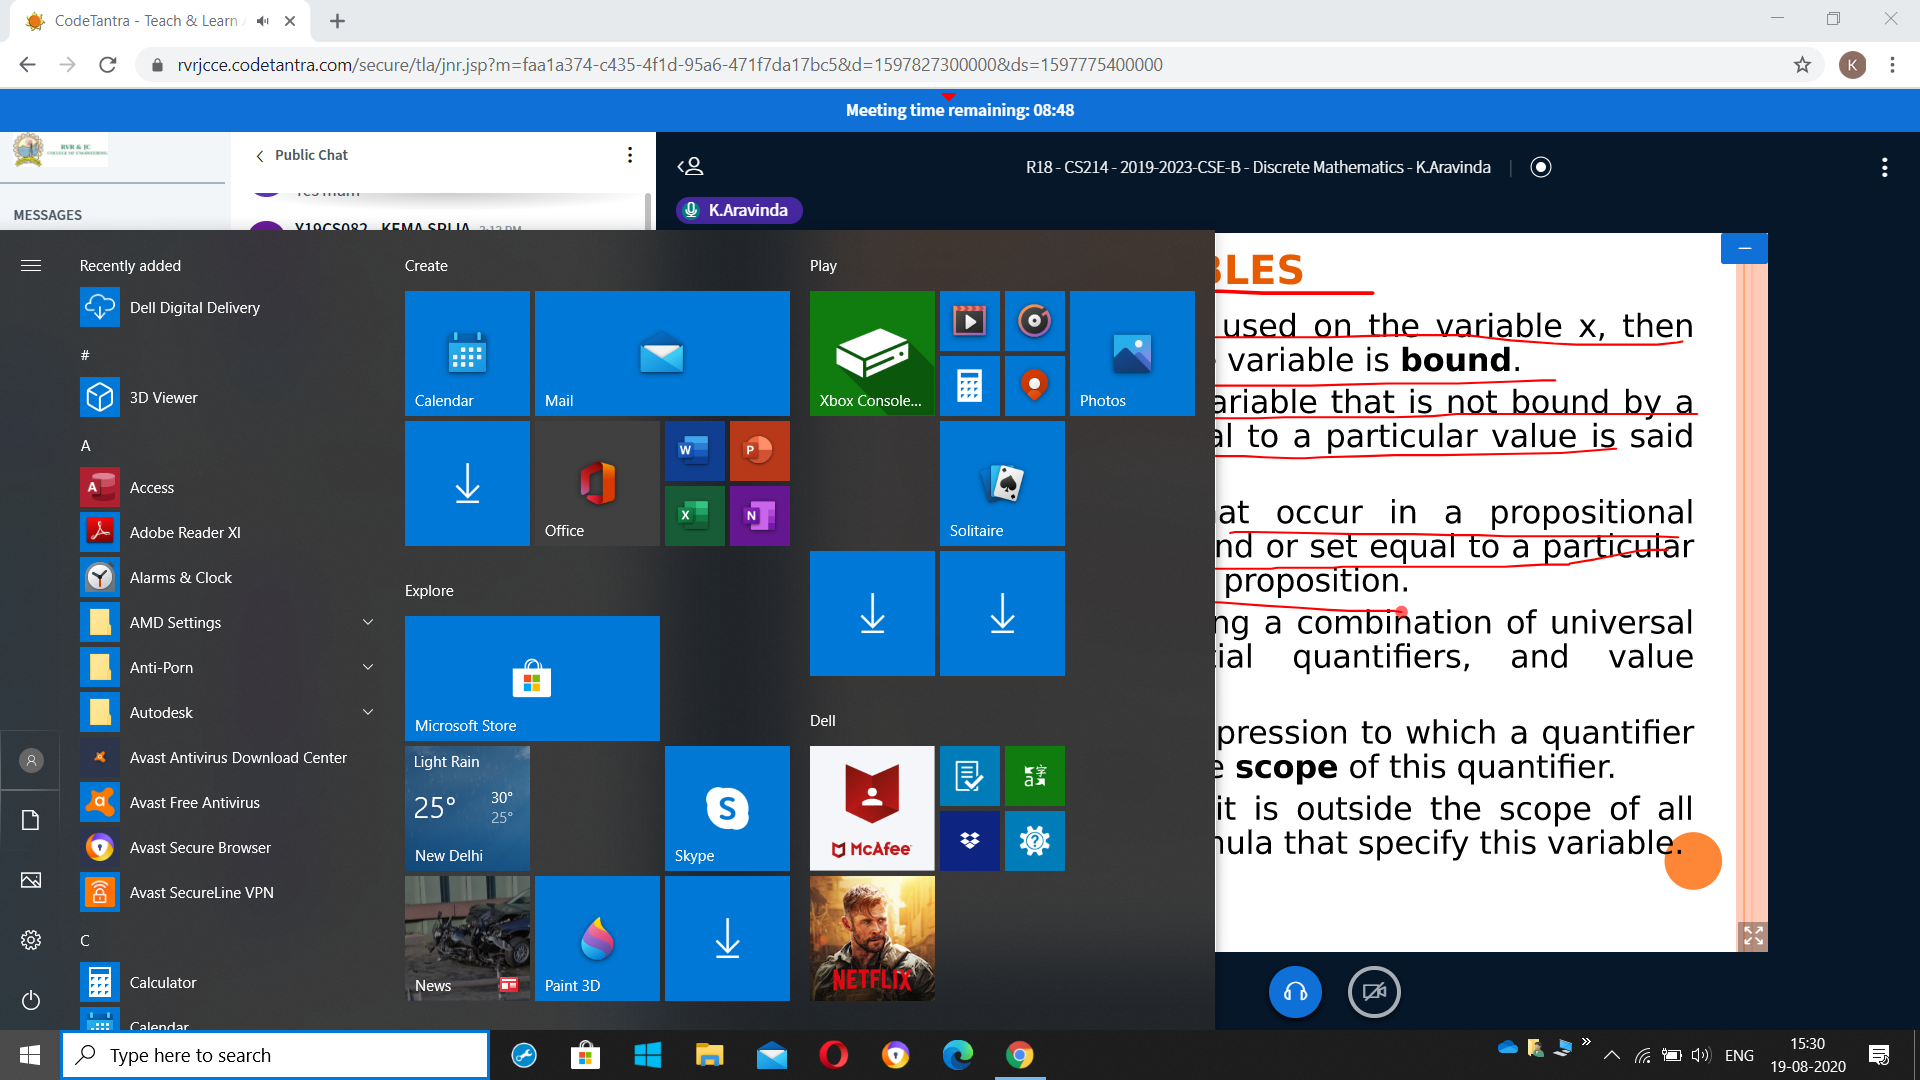 CodeTantra - Teach & Learn
rvrjcce.codetantra.com/secure/tla/jnr.jsp?m=faa1a374-c435-4f1d-95a6-471f7da17bc5&d=1597827300000&ds=1597775400000
K
Meeting time remaining: 08:48
RVR & JC
COLLEGE OF ENGINEERING
Public Chat
R18 - CS214 - 2019-2023-CSE-B - Discrete Mathematics - K.Aravinda
MESSAGES
K.Aravinda
Recently added
Dell Digital Delivery
#
3D Viewer
A
Access
Adobe Reader XI
Alarms & Clock
AMD Settings
Anti-Porn
Autodesk
Avast Antivirus Download Center
Avast Free Antivirus
Avast Secure Browser
Avast SecureLine VPN
C
Calculator
Calendar
Create
Calendar
Mail
Office
Explore
Microsoft Store
Light Rain
25°
30°
25°
New Delhi
Skype
News
Paint 3D
Play
Xbox Console...
Photos
Solitaire
Dell
McAfee
NETFLIX
BLES
used on the variable x, then
variable is bound.
ariable that is not bound by a
al to a particular value is said
at occur in a propositional
nd or set equal to a particular
proposition.
ng a combination of universal
ial quantifiers, and value
pression to which a quantifier
e scope of this quantifier.
it is outside the scope of all
nula that specify this variable.
Type here to search
ENG
15:30
19-08-2020